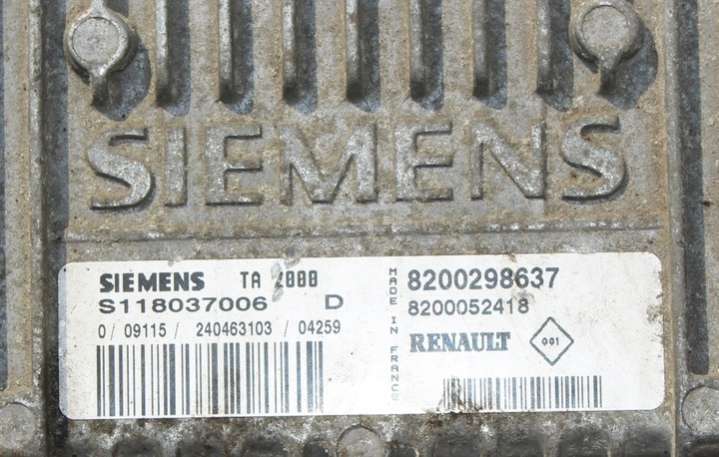 SIEMENS
SIEMENS TA 2000
S118037006 D
0/ 09115/ 240463103 / 04259
MADE IN FRANCE
8200298637
8200052418
RENAULT 001